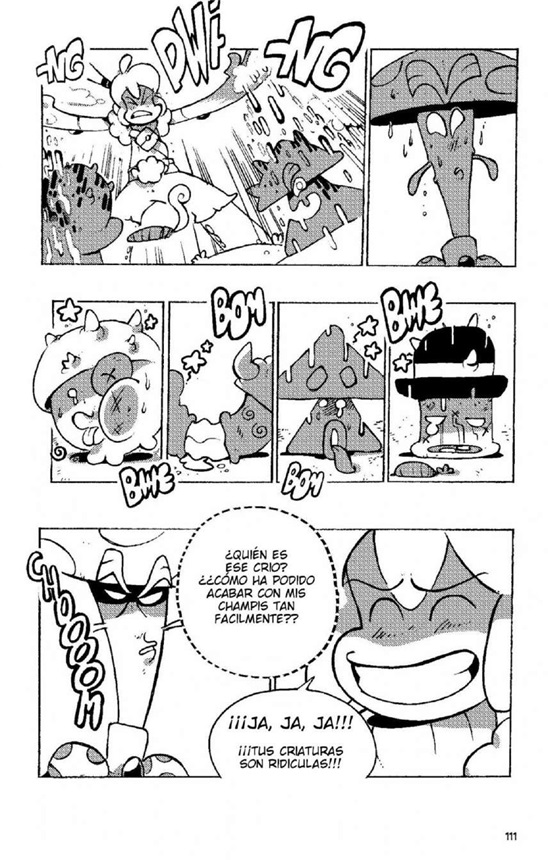 -NG
PWI
-NG
BOM
BWE
BWE
BOM
CHOOOOM
¿QUIÉN ES
ESE CRIO?
¿¿CÓMO HA PODIDO
ACABAR CON MIS
CHAMPIS TAN
FACILMENTE??
¡¡¡JA, JA, JA!!!
¡¡¡TUS CRIATURAS
SON RIDICULAS!!!
111